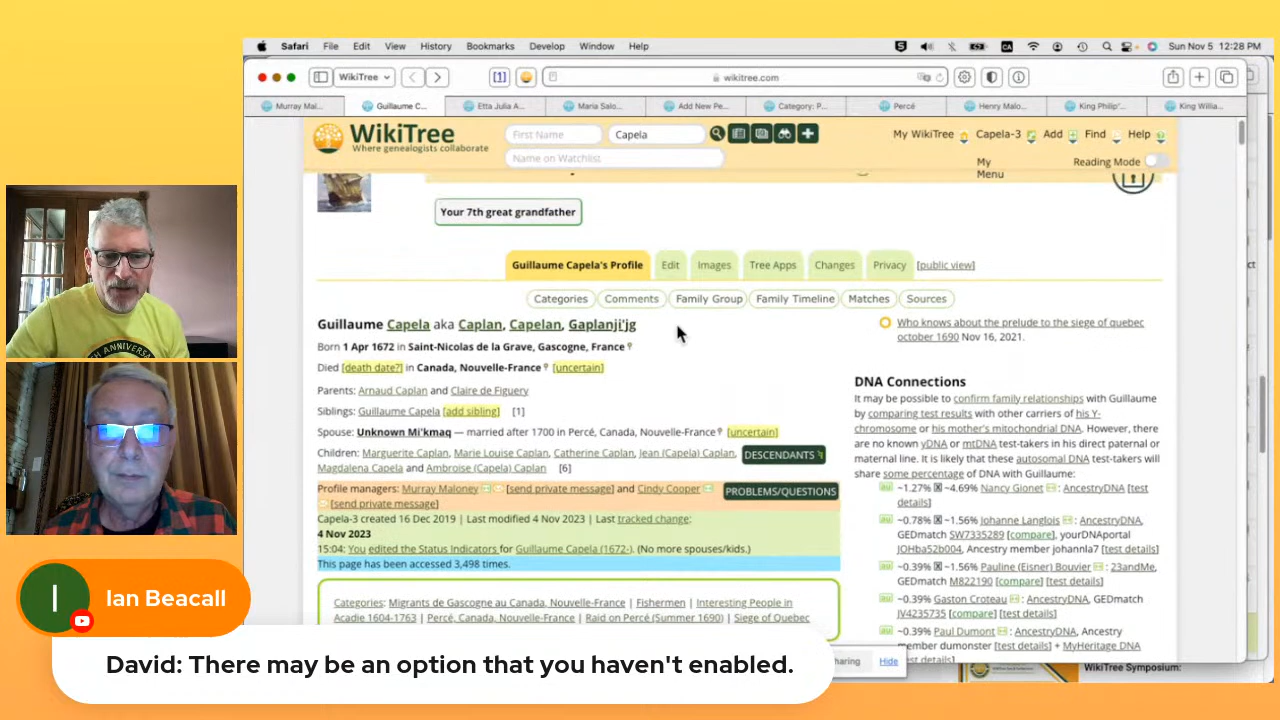 Safari File Edit View History Bookmarks Develop Window Help
CA
Sun Nov 5 12:28 PM
WikiTree
[1]
wikitree.com
Murray Mal...
Guillaume C...
Etta Julia A...
Maria Salo...
Add New Pe...
Category: P...
Percé
Henry Malo...
King Philip'...
King Willia...
WikiTree
Where genealogists collaborate
First Name
Capela
Name on Watchlist
My WikiTree Capela-3 Add Find Help
My Menu
Reading Mode
Your 7th great grandfather
Guillaume Capela's Profile Edit Images Tree Apps Changes Privacy [public view]
Categories Comments Family Group Family Timeline Matches Sources
Guillaume Capela aka Caplan, Capelan, Gaplanji'jg
Born 1 Apr 1672 in Saint-Nicolas de la Grave, Gascogne, France
Died [death date?] in Canada, Nouvelle-France [uncertain]
Parents: Arnaud Caplan and Claire de Figuery
Siblings: Guillaume Capela [add sibling] [1]
Spouse: Unknown Mi'kmaq — married after 1700 in Percé, Canada, Nouvelle-France [uncertain]
Children: Marguerite Caplan, Marie Louise Caplan, Catherine Caplan, Jean (Capela) Caplan,
Magdalena Capela and Ambroise (Capela) Caplan [6]
DESCENDANTS
Profile managers: Murray Maloney [send private message] and Cindy Cooper
[send private message]
PROBLEMS/QUESTIONS
Capela-3 created 16 Dec 2019 | Last modified 4 Nov 2023 | Last tracked change:
4 Nov 2023
15:04: You edited the Status Indicators for Guillaume Capela (1672-). (No more spouses/kids.)
This page has been accessed 3,498 times.
Categories: Migrants de Gascogne au Canada, Nouvelle-France | Fishermen | Interesting People in
Acadie 1604-1763 | Percé, Canada, Nouvelle-France | Raid on Percé (Summer 1690) | Siege of Quebec
Who knows about the prelude to the siege of quebec
october 1690 Nov 16, 2021.
DNA Connections
It may be possible to confirm family relationships with Guillaume
by comparing test results with other carriers of his Y-
chromosome or his mother's mitochondrial DNA. However, there
are no known yDNA or mtDNA test-takers in his direct paternal or
maternal line. It is likely that these autosomal DNA test-takers will
share some percentage of DNA with Guillaume:
~1.27% ~4.69% Nancy Gionet : AncestryDNA [test
details]
~0.78% ~1.56% Johanne Langlois : AncestryDNA,
GEDmatch SW7335289 [compare], yourDNAportal
JOHba52b004, Ancestry member johannla7 [test details]
~0.39% ~1.56% Pauline (Eisner) Bouvier : 23andMe,
GEDmatch M822190 [compare] [test details]
~0.39% Gaston Croteau : AncestryDNA, GEDmatch
JV4235735 [compare] [test details]
~0.39% Paul Dumont : AncestryDNA, Ancestry
member dumonster [test details] + MyHeritage DNA
haring Hide
WikiTree Symposium:
I
Ian Beacall
David: There may be an option that you haven't enabled.